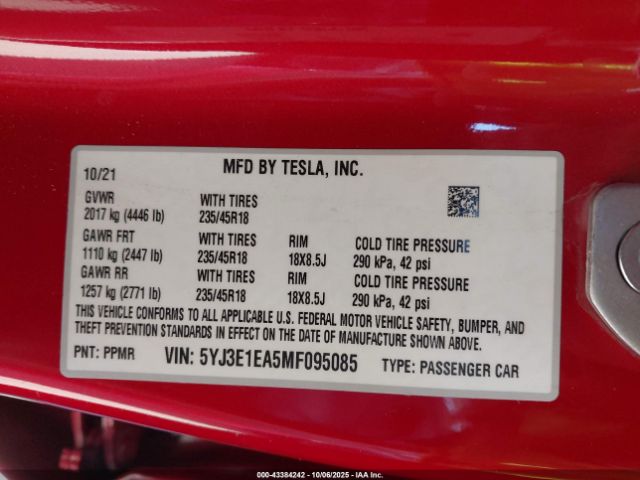 MFD BY TESLA, INC.
10/21
GVWR WITH TIRES
2017 kg (4446 lb) 235/45R18
GAWR FRT WITH TIRES RIM COLD TIRE PRESSURE
1110 kg (2447 lb) 235/45R18 18X8.5J 290 kPa, 42 psi
GAWR RR WITH TIRES RIM COLD TIRE PRESSURE
1257 kg (2771 lb) 235/45R18 18X8.5J 290 kPa, 42 psi
THIS VEHICLE CONFORMS TO ALL APPLICABLE U.S. FEDERAL MOTOR VEHICLE SAFETY, BUMPER, AND
THEFT PREVENTION STANDARDS IN EFFECT ON THE DATE OF MANUFACTURE SHOWN ABOVE.
PNT: PPMR VIN: 5YJ3E1EA5MF095085 TYPE: PASSENGER CAR
000-43384242 - 10/06/2025 - IAA Inc.